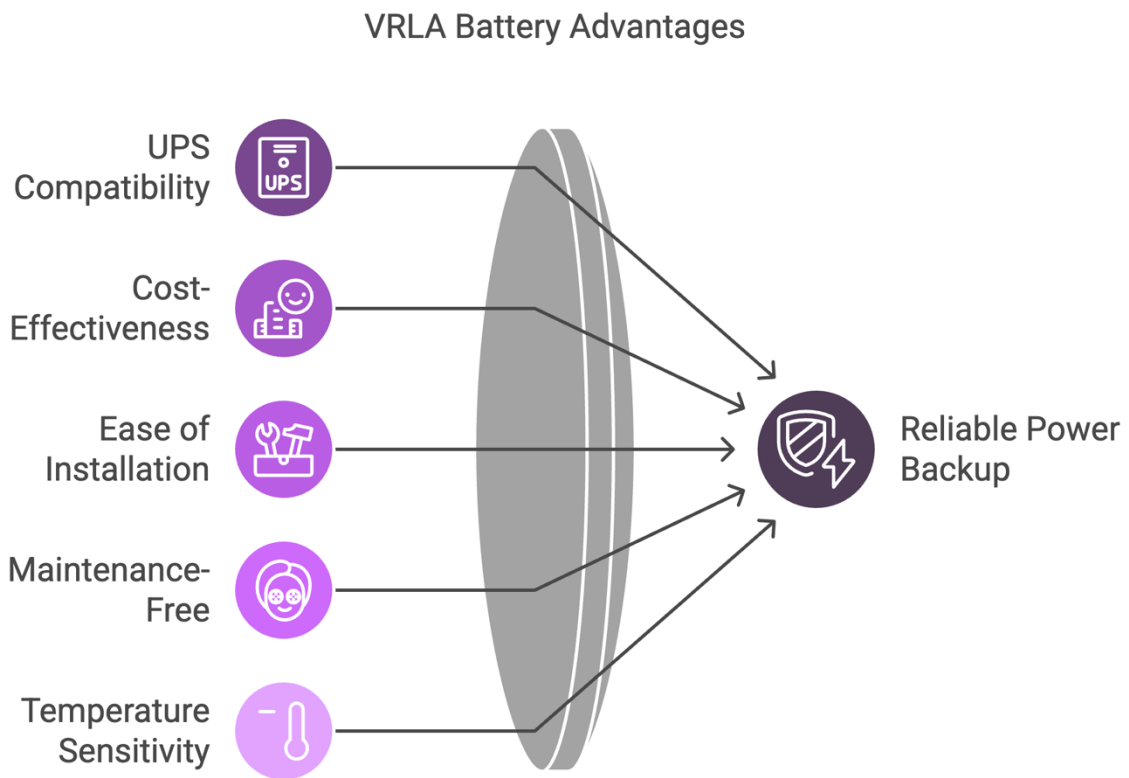 VRLA Battery Advantages
UPS
Compatibility
UPS
Cost-
Effectiveness
Ease of
Installation
Reliable Power
Backup
Maintenance-
Free
Temperature
Sensitivity